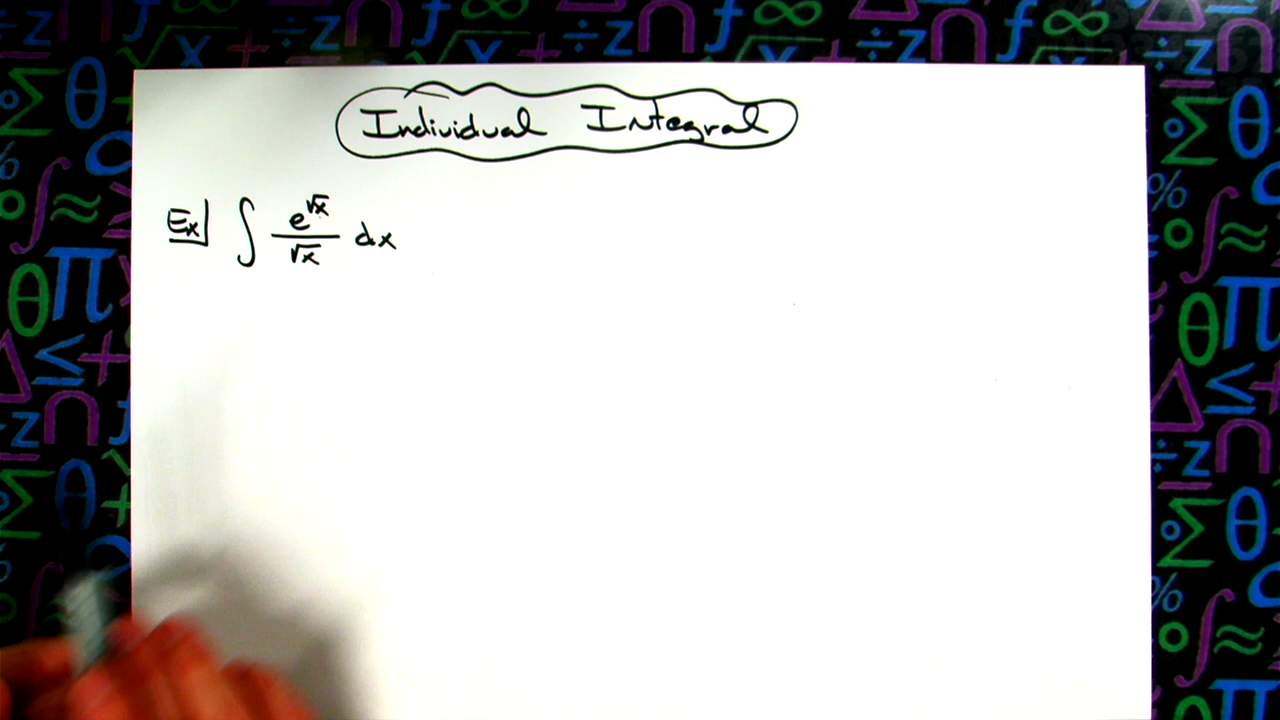 Individual Integral
Ex ∫ e^√x / √x dx